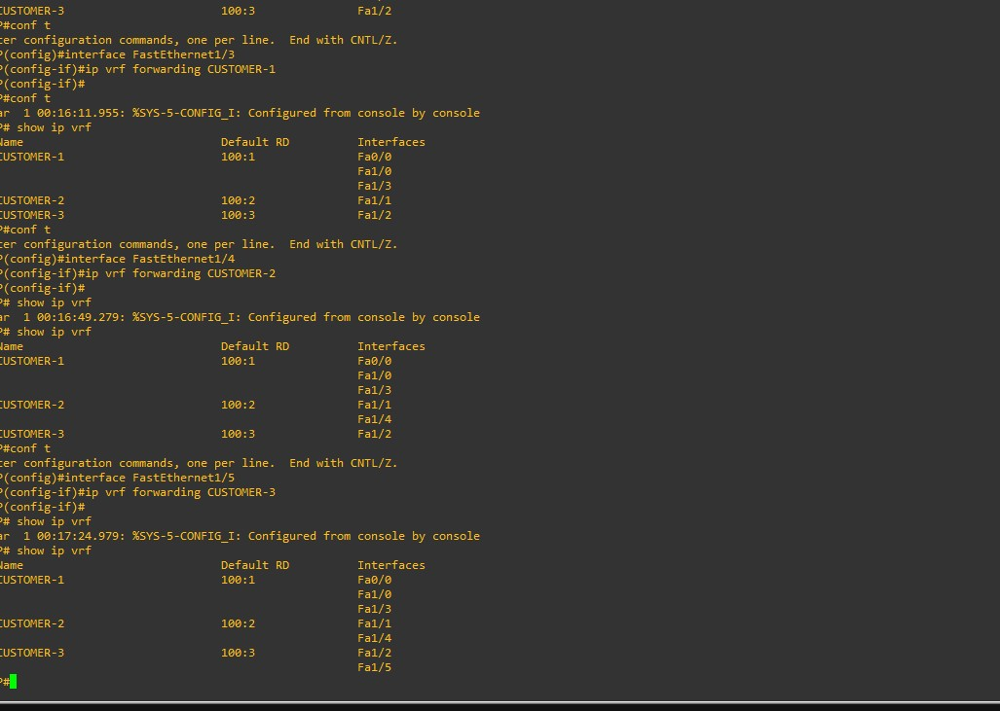 CUSTOMER-3 100:3 Fa1/2
P#conf t
ter configuration commands, one per line. End with CNTL/Z.
P(config)#interface FastEthernet1/3
P(config-if)#ip vrf forwarding CUSTOMER-1
P(config-if)#
P#conf t
ar 1 00:16:11.955: %SYS-5-CONFIG_I: Configured from console by console
P# show ip vrf
Name Default RD Interfaces
CUSTOMER-1 100:1 Fa0/0
Fa1/0
Fa1/3
CUSTOMER-2 100:2 Fa1/1
CUSTOMER-3 100:3 Fa1/2
P#conf t
ter configuration commands, one per line. End with CNTL/Z.
P(config)#interface FastEthernet1/4
P(config-if)#ip vrf forwarding CUSTOMER-2
P(config-if)#
P# show ip vrf
ar 1 00:16:49.279: %SYS-5-CONFIG_I: Configured from console by console
P# show ip vrf
Name Default RD Interfaces
CUSTOMER-1 100:1 Fa0/0
Fa1/0
Fa1/3
CUSTOMER-2 100:2 Fa1/1
Fa1/4
CUSTOMER-3 100:3 Fa1/2
P#conf t
ter configuration commands, one per line. End with CNTL/Z.
P(config)#interface FastEthernet1/5
P(config-if)#ip vrf forwarding CUSTOMER-3
P(config-if)#
P# show ip vrf
ar 1 00:17:24.979: %SYS-5-CONFIG_I: Configured from console by console
P# show ip vrf
Name Default RD Interfaces
CUSTOMER-1 100:1 Fa0/0
Fa1/0
Fa1/3
CUSTOMER-2 100:2 Fa1/1
Fa1/4
CUSTOMER-3 100:3 Fa1/2
Fa1/5
P#